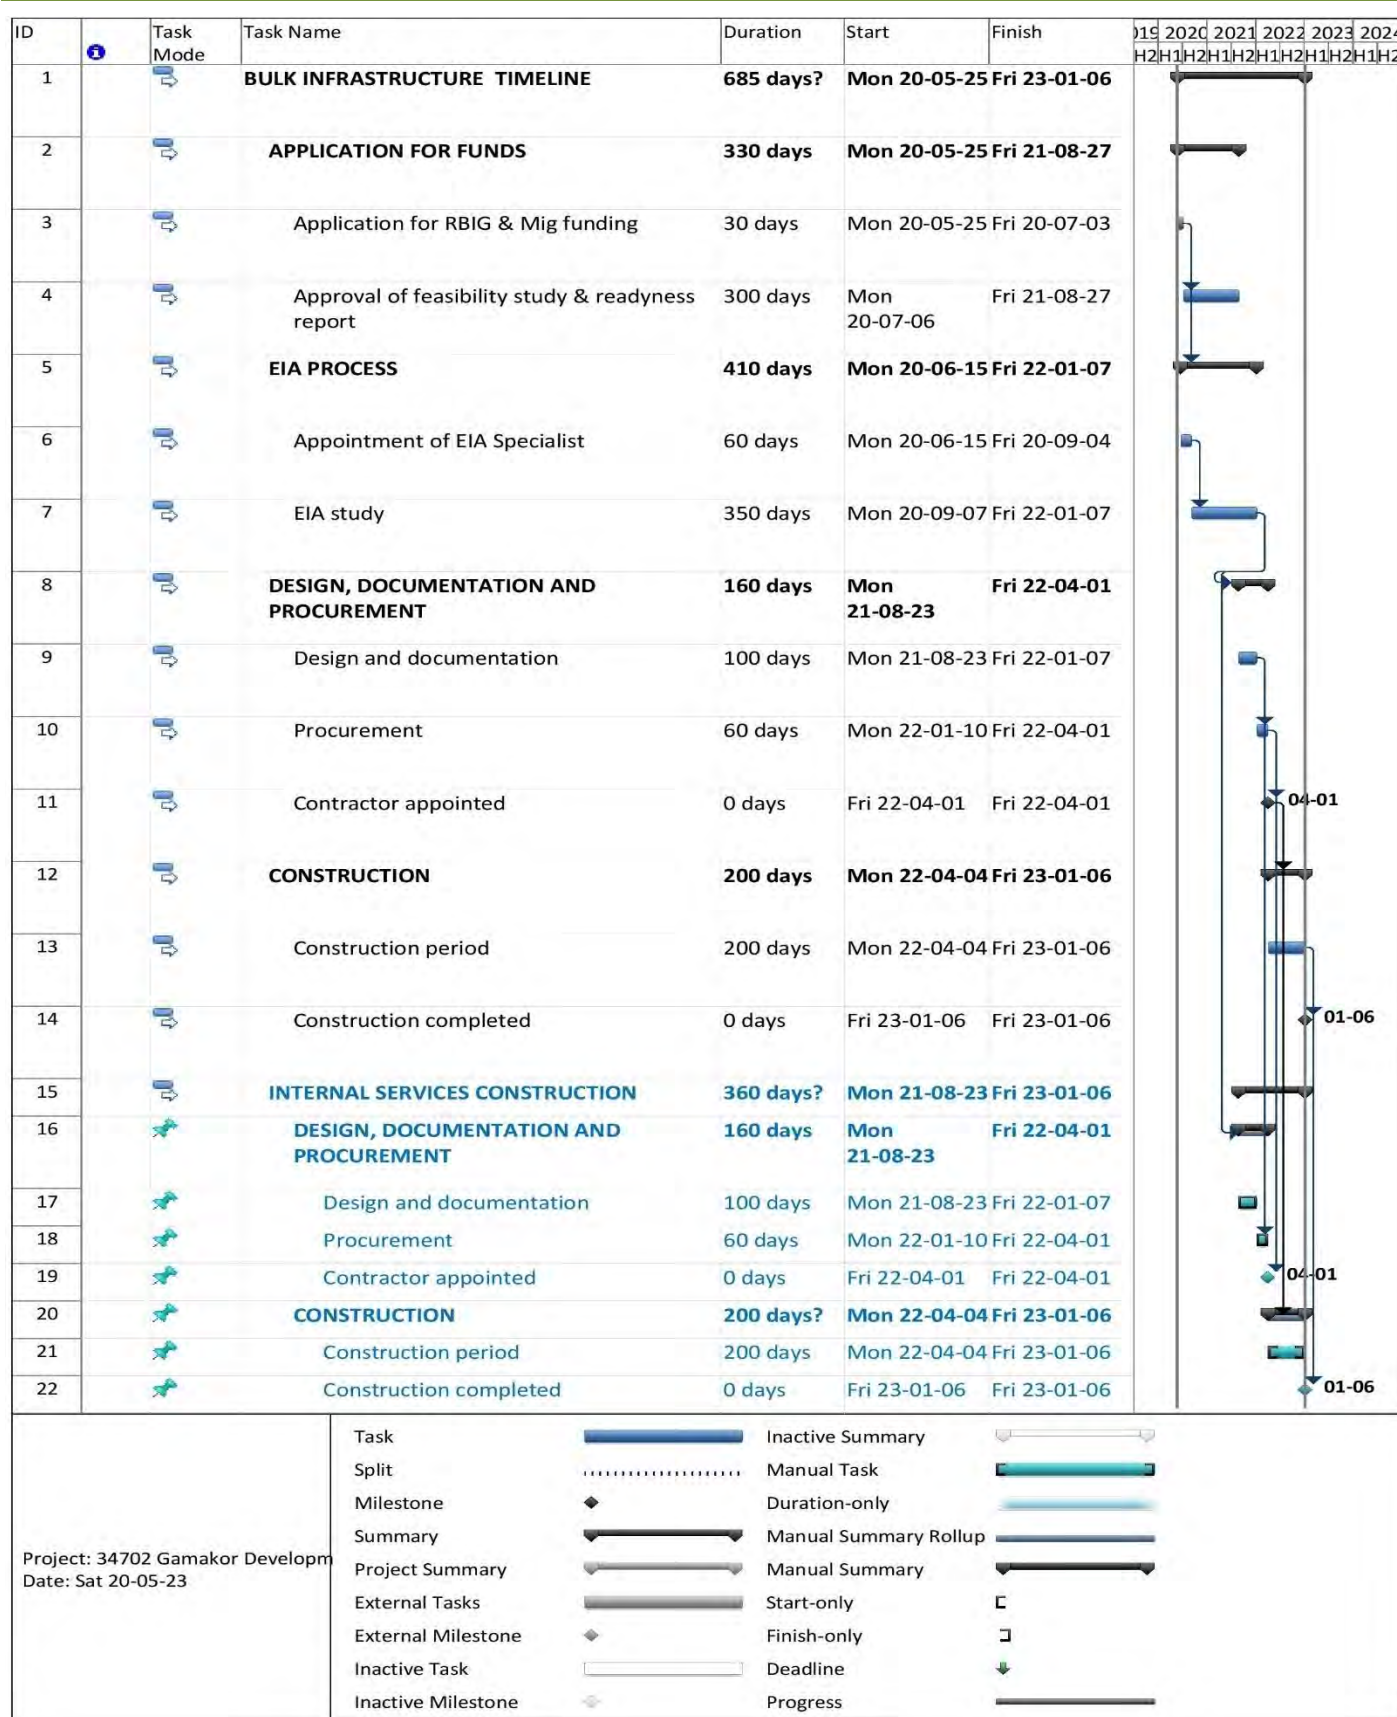 ID Task Task Name Duration Start Finish 019 2020 2021 2022 2023 2024
Mode H2H1H2H1H2H1H2H1H2H1H2
1 BULK INFRASTRUCTURE TIMELINE 685 days? Mon 20-05-25 Fri 23-01-06
2 APPLICATION FOR FUNDS 330 days Mon 20-05-25 Fri 21-08-27
3 Application for RBIG & Mig funding 30 days Mon 20-05-25 Fri 20-07-03
4 Approval of feasibility study & readyness 300 days Mon Fri 21-08-27
report 20-07-06
5 EIA PROCESS 410 days Mon 20-06-15 Fri 22-01-07
6 Appointment of EIA Specialist 60 days Mon 20-06-15 Fri 20-09-04
7 EIA study 350 days Mon 20-09-07 Fri 22-01-07
8 DESIGN, DOCUMENTATION AND 160 days Mon Fri 22-04-01
PROCUREMENT 21-08-23
9 Design and documentation 100 days Mon 21-08-23 Fri 22-01-07
10 Procurement 60 days Mon 22-01-10 Fri 22-04-01
11 Contractor appointed 0 days Fri 22-04-01 Fri 22-04-01 04-01
12 CONSTRUCTION 200 days Mon 22-04-04 Fri 23-01-06
13 Construction period 200 days Mon 22-04-04 Fri 23-01-06
14 Construction completed 0 days Fri 23-01-06 Fri 23-01-06 01-06
15 INTERNAL SERVICES CONSTRUCTION 360 days? Mon 21-08-23 Fri 23-01-06
16 DESIGN, DOCUMENTATION AND 160 days Mon Fri 22-04-01
PROCUREMENT 21-08-23
17 Design and documentation 100 days Mon 21-08-23 Fri 22-01-07
18 Procurement 60 days Mon 22-01-10 Fri 22-04-01
19 Contractor appointed 0 days Fri 22-04-01 Fri 22-04-01 04-01
20 CONSTRUCTION 200 days? Mon 22-04-04 Fri 23-01-06
21 Construction period 200 days Mon 22-04-04 Fri 23-01-06
22 Construction completed 0 days Fri 23-01-06 Fri 23-01-06 01-06
Project: 34702 Gamakor Developm
Date: Sat 20-05-23
Task
Split
Milestone
Summary
Project Summary
External Tasks
External Milestone
Inactive Task
Inactive Milestone
Inactive Summary
Manual Task
Duration-only
Manual Summary Rollup
Manual Summary
Start-only
Finish-only
Deadline
Progress